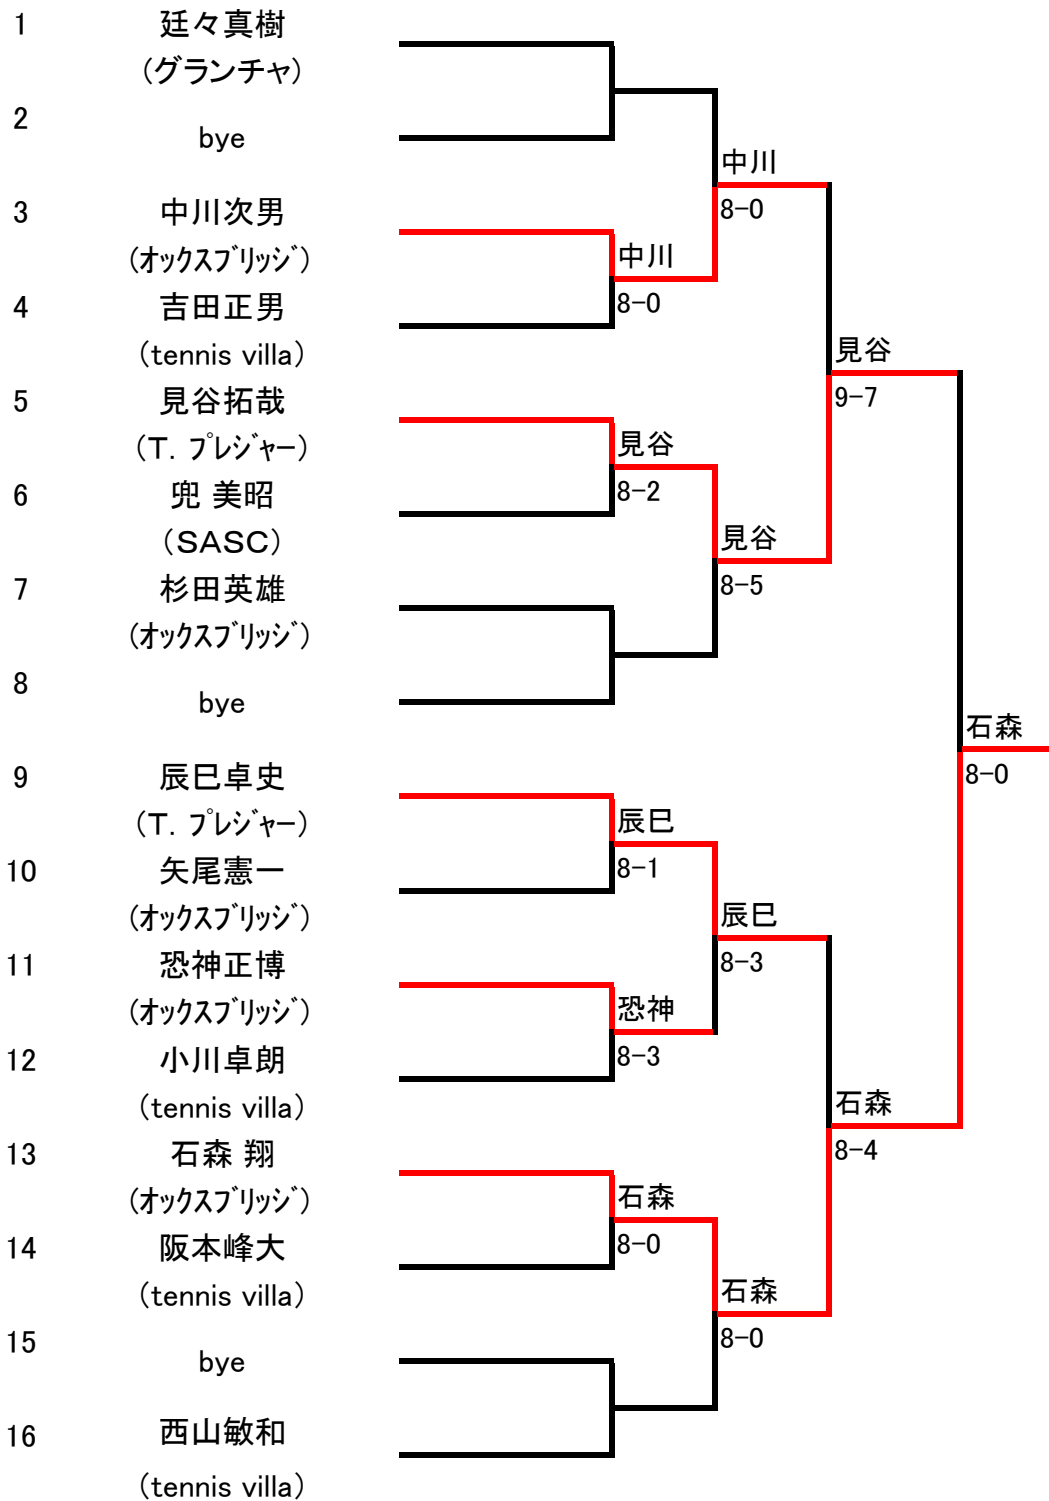 1 廷々真樹
(グランチャ)
2 bye
中川
3 中川次男
8-0
(オックスブリッジ)
中川
4 吉田正男
8-0
(tennis villa)
見谷
5 見谷拓哉
9-7
(T. プレジャー)
見谷
6 兜 美昭
8-2
(SASC)
見谷
7 杉田英雄
8-5
(オックスブリッジ)
8 bye
石森
9 辰巳卓史
8-0
(T. プレジャー)
辰巳
10 矢尾憲一
8-1
(オックスブリッジ)
辰巳
11 恐神正博
8-3
(オックスブリッジ)
恐神
12 小川卓朗
8-3
(tennis villa)
石森
13 石森 翔
8-4
(オックスブリッジ)
石森
14 阪本峰大
8-0
(tennis villa)
石森
15 bye
8-0
16 西山敏和
(tennis villa)